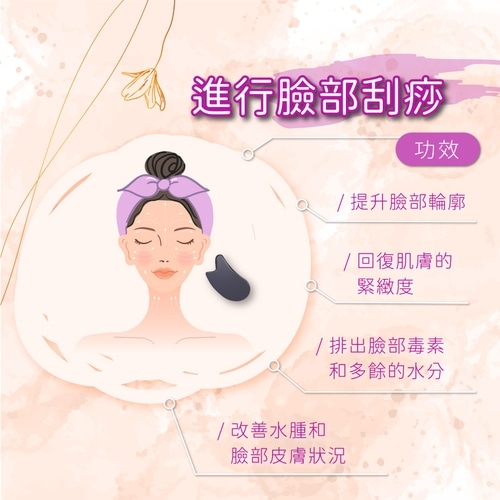 進行臉部刮痧
功效
/ 提升臉部輪廓
/ 回復肌膚的
緊緻度
/ 排出臉部毒素
和多餘的水分
/ 改善水腫和
臉部皮膚狀況